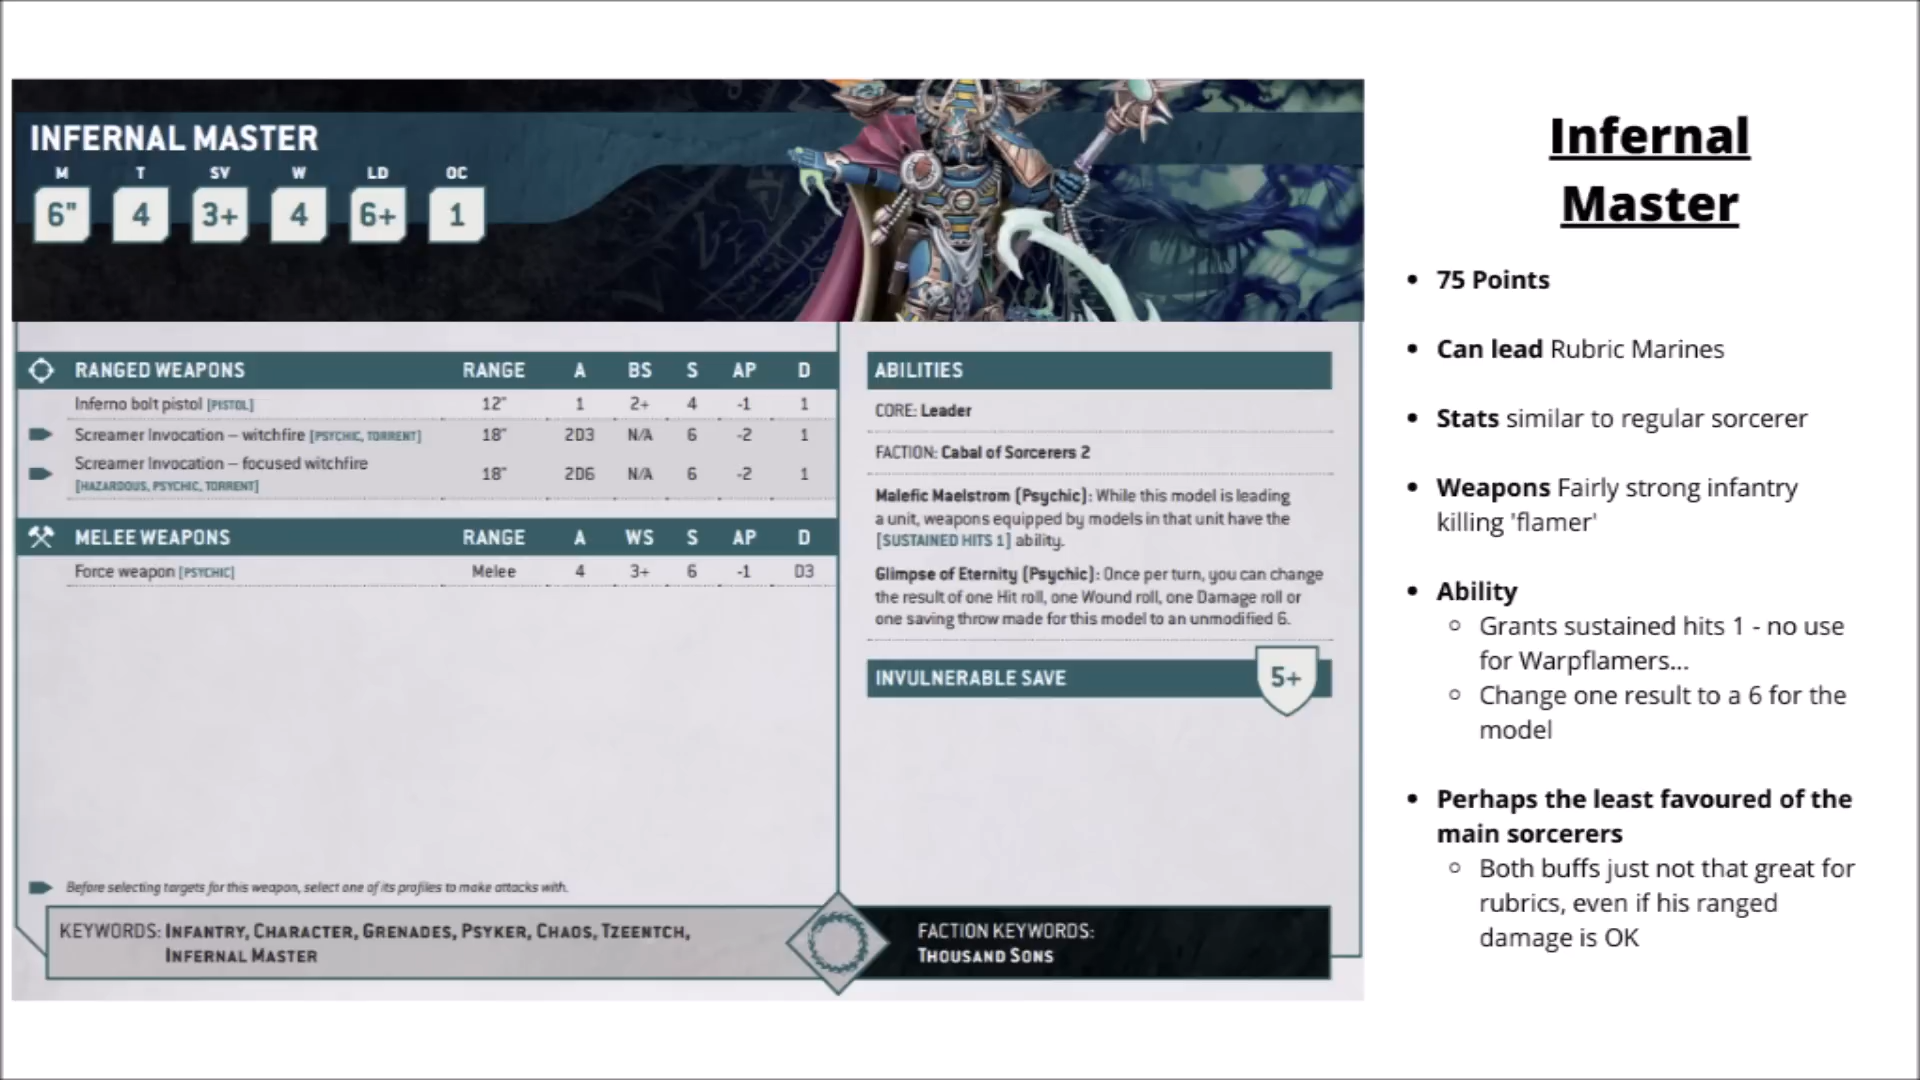 INFERNAL MASTER
M T SV W LD OC
6" 4 3+ 4 6+ 1
RANGED WEAPONS RANGE A BS S AP D
Inferno bolt pistol [PISTOL] 12" 1 2+ 4 -1 1
Screamer Invocation – witchfire [PSYCHIC, TORRENT] 18" 2D3 N/A 6 -2 1
Screamer Invocation – focused witchfire
[HAZARDOUS, PSYCHIC, TORRENT] 18" 2D6 N/A 6 -2 1
MELEE WEAPONS RANGE A WS S AP D
Force weapon [PSYCHIC] Melee 4 3+ 6 -1 D3
Before selecting targets for this weapon, select one of its profiles to make attacks with.
ABILITIES
CORE: Leader
FACTION: Cabal of Sorcerers 2
Malefic Maelstrom (Psychic): While this model is leading
a unit, weapons equipped by models in that unit have the
[SUSTAINED HITS 1] ability.
Glimpse of Eternity (Psychic): Once per turn, you can change
the result of one Hit roll, one Wound roll, one Damage roll or
one saving throw made for this model to an unmodified 6.
INVULNERABLE SAVE 5+
KEYWORDS: INFANTRY, CHARACTER, GRENADES, PSYKER, CHAOS, TZEENTCH,
INFERNAL MASTER
FACTION KEYWORDS:
THOUSAND SONS
Infernal
Master
• 75 Points
• Can lead Rubric Marines
• Stats similar to regular sorcerer
• Weapons Fairly strong infantry
killing 'flamer'
• Ability
○ Grants sustained hits 1 - no use
for Warpflamers...
○ Change one result to a 6 for the
model
• Perhaps the least favoured of the
main sorcerers
○ Both buffs just not that great for
rubrics, even if his ranged
damage is OK